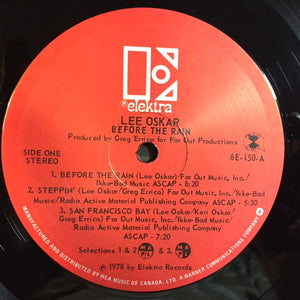 elektra
LEE OSKAR
BEFORE THE RAIN
Produced by Greg Errico for Far Out Productions
SIDE ONE
STEREO
6E-150-A
1. BEFORE THE RAIN (Lee Oskar) Far Out Music, Inc./
Ikke-Bad Music ASCAP - 8:20
2. STEPPIN' (Lee Oskar/Greg Errico) Far Out Music, Inc./Ikke-Bad
Music/Radio Active Material Publishing Company ASCAP - 5:30
3. SAN FRANCISCO BAY (Lee Oskar/Keri Oskar/
Greg Errico) Far Out Music, Inc./Ikke-Bad Music/
Radio Active Material Publishing Company
ASCAP - 7:20
Selections 1 & 2 MAPL & 3. MAPL
℗ 1978 by Elektra Records
MANUFACTURED AND DISTRIBUTED BY WEA MUSIC OF CANADA, LTD. A WARNER COMMUNICATIONS COMPANY